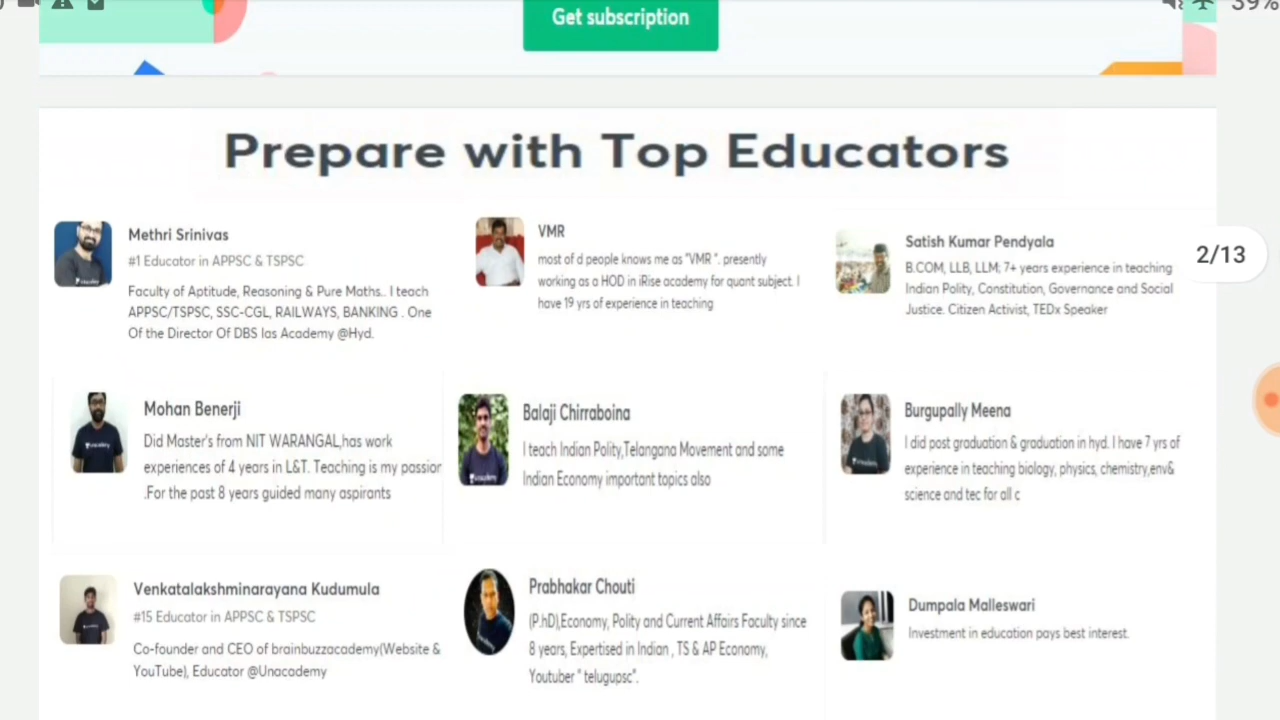 39%
Get subscription
Prepare with Top Educators
2/13
Methri Srinivas
#1 Educator in APPSC & TSPSC
Faculty of Aptitude, Reasoning & Pure Maths.. I teach
APPSC/TSPSC, SSC-CGL, RAILWAYS, BANKING . One
Of the Director Of DBS Ias Academy @Hyd.
VMR
most of d people knows me as "VMR ". presently
working as a HOD in iRise academy for quant subject. I
have 19 yrs of experience in teaching
Satish Kumar Pendyala
B.COM, LLB, LLM; 7+ years experience in teaching
Indian Polity, Constitution, Governance and Social
Justice. Citizen Activist, TEDx Speaker
Mohan Benerji
Did Master's from NIT WARANGAL,has work
experiences of 4 years in L&T. Teaching is my passion
.For the past 8 years guided many aspirants
Balaji Chirraboina
I teach Indian Polity,Telangana Movement and some
Indian Economy important topics also
Burgupally Meena
I did post graduation & graduation in hyd. I have 7 yrs of
experience in teaching biology, physics, chemistry,env&
science and tec for all c
Venkatalakshminarayana Kudumula
#15 Educator in APPSC & TSPSC
Co-founder and CEO of brainbuzzacademy(Website &
YouTube), Educator @Unacademy
Prabhakar Chouti
(P.hD),Economy, Polity and Current Affairs Faculty since
8 years, Expertised in Indian , TS & AP Economy,
Youtuber " telugupsc".
Dumpala Malleswari
Investment in education pays best interest.